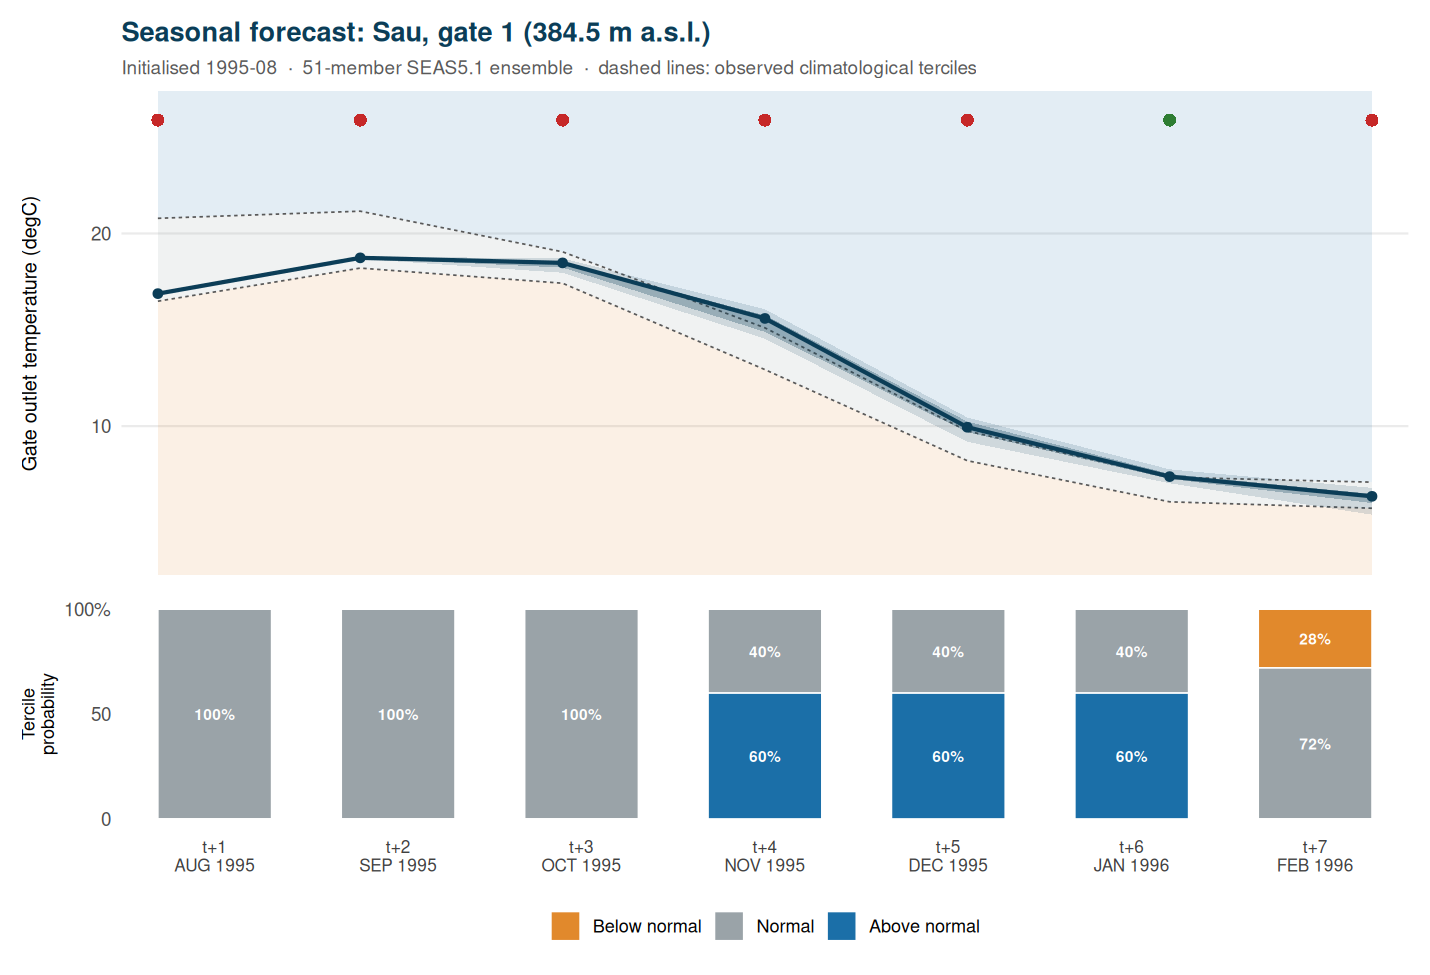 Seasonal forecast: Sau, gate 1 (384.5 m a.s.l.)
Initialised 1995-08 · 51-member SEAS5.1 ensemble · dashed lines: observed climatological terciles
Gate outlet temperature (degC)
20
10
Tercile
probability
100%
50
0
100%
100%
100%
40%
60%
40%
60%
40%
60%
28%
72%
t+1
AUG 1995
t+2
SEP 1995
t+3
OCT 1995
t+4
NOV 1995
t+5
DEC 1995
t+6
JAN 1996
t+7
FEB 1996
Below normal
Normal
Above normal